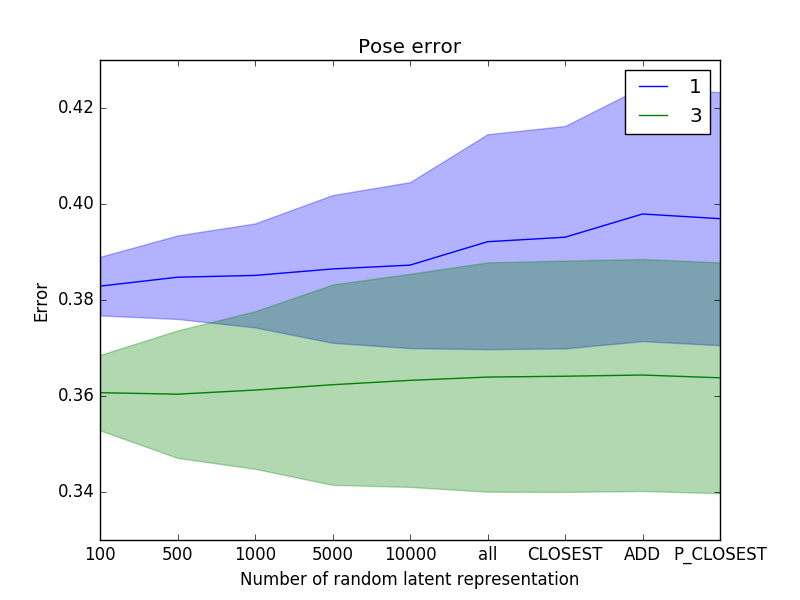 Pose error
1
3
0.42
0.40
0.38
0.36
0.34
Error
100 500 1000 5000 10000 all CLOSEST ADD P_CLOSEST
Number of random latent representation